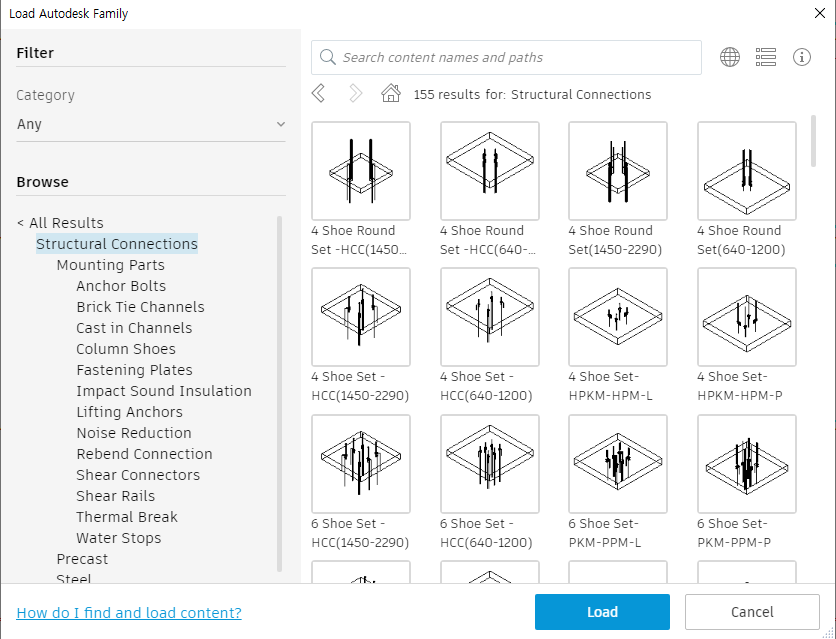 Load Autodesk Family
Filter
Category
Any
Browse
< All Results
Structural Connections
Mounting Parts
Anchor Bolts
Brick Tie Channels
Cast in Channels
Column Shoes
Fastening Plates
Impact Sound Insulation
Lifting Anchors
Noise Reduction
Rebend Connection
Shear Connectors
Shear Rails
Thermal Break
Water Stops
Precast
Steel
Search content names and paths
155 results for: Structural Connections
4 Shoe Round
Set -HCC(1450...
4 Shoe Round
Set -HCC(640-...
4 Shoe Round
Set(1450-2290)
4 Shoe Round
Set(640-1200)
4 Shoe Set -
HCC(1450-2290)
4 Shoe Set -
HCC(640-1200)
4 Shoe Set-
HPKM-HPM-L
4 Shoe Set-
HPKM-HPM-P
6 Shoe Set -
HCC(1450-2290)
6 Shoe Set -
HCC(640-1200)
6 Shoe Set-
PKM-PPM-L
6 Shoe Set-
PKM-PPM-P
How do I find and load content?
Load
Cancel